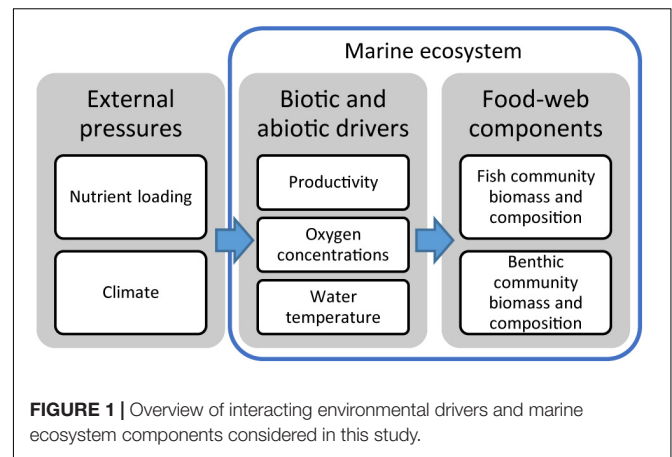 Marine ecosystem
External
pressures
Nutrient loading
Climate
Biotic and
abiotic drivers
Productivity
Oxygen
concentrations
Water
temperature
Food-web
components
Fish community
biomass and
composition
Benthic
community
biomass and
composition
FIGURE 1 | Overview of interacting environmental drivers and marine
ecosystem components considered in this study.